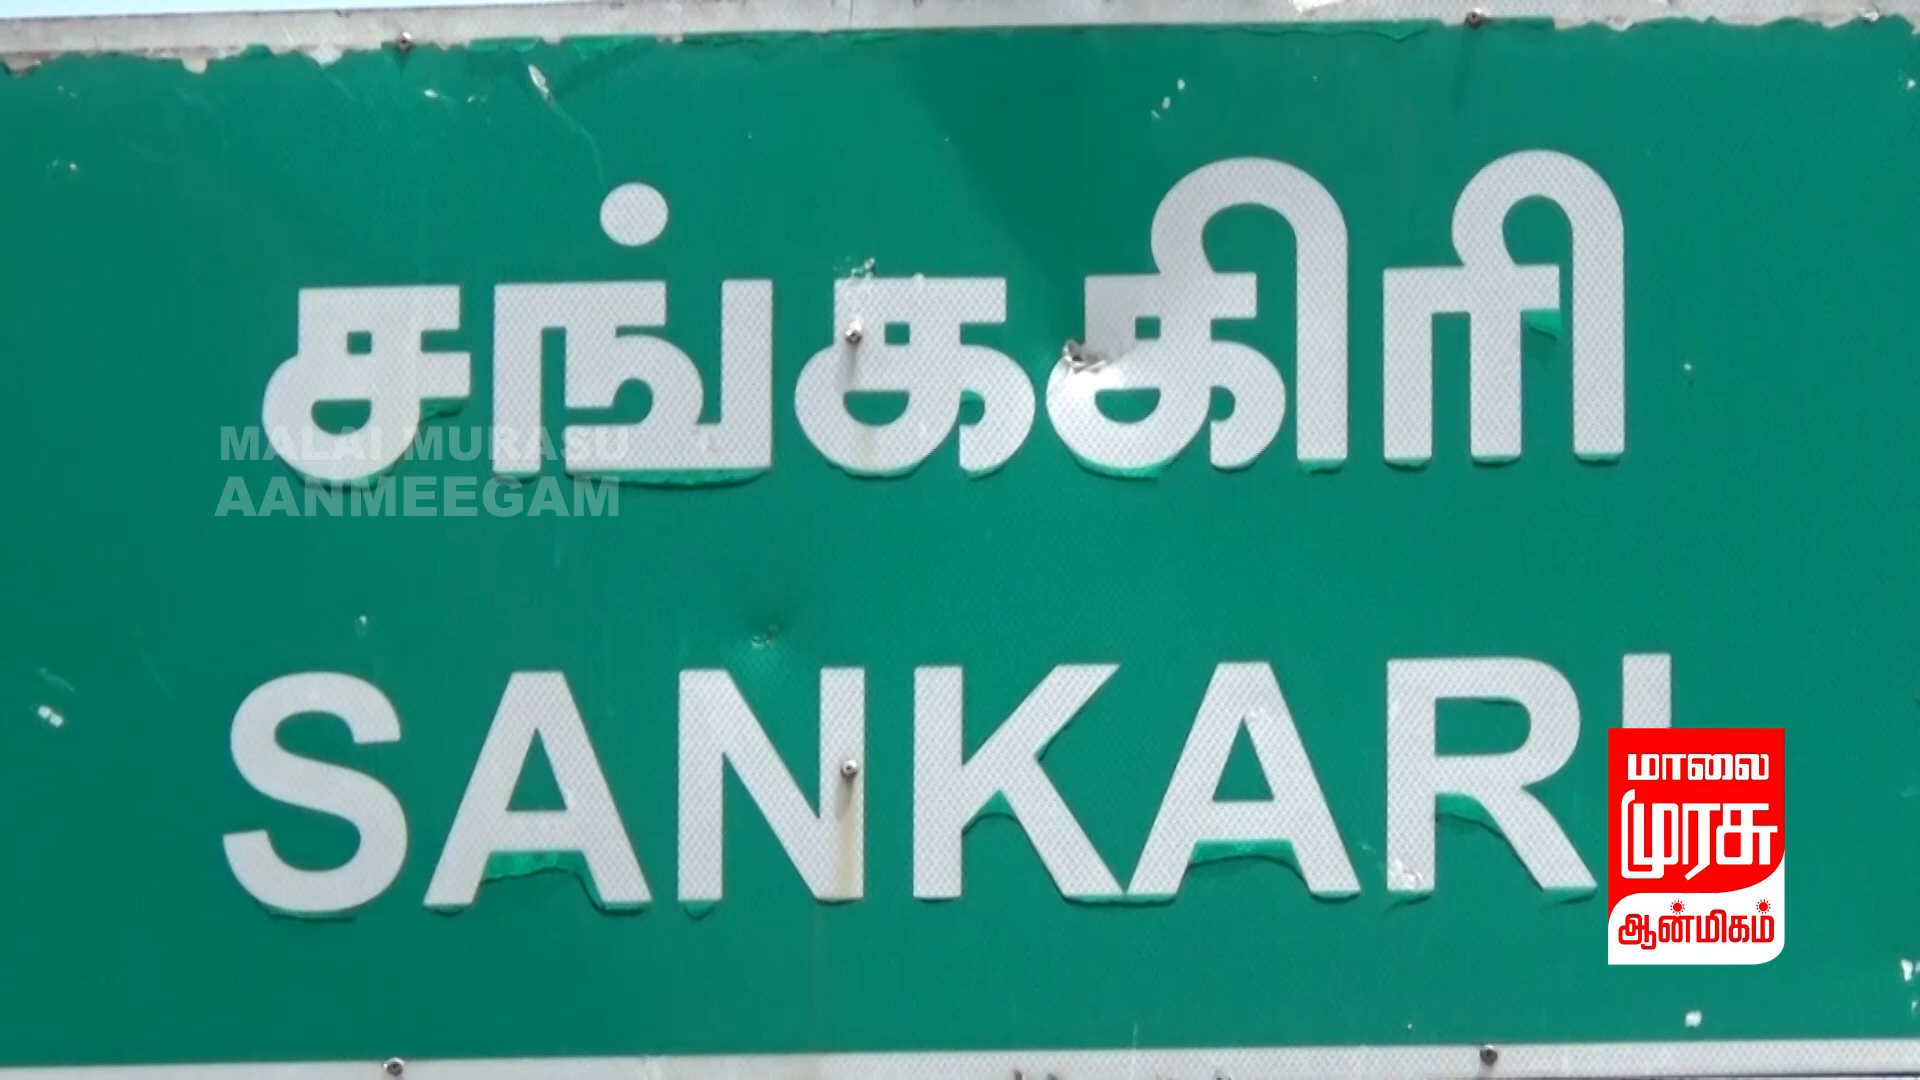 சங்ககிரி
MALAI MURASU
AANMEEGAM
SANKARI
மாலை
முரசு
ஆன்மிகம்